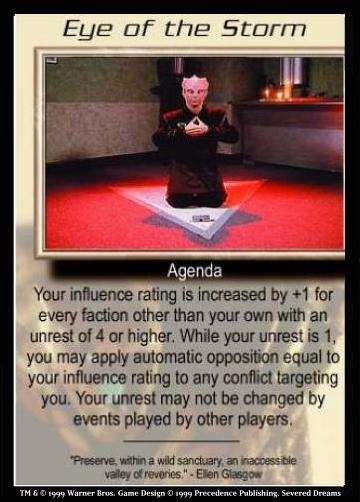 Eye of the Storm
Agenda
Your influence rating is increased by +1 for
every faction other than your own with an
unrest of 4 or higher. While your unrest is 1,
you may apply automatic opposition equal to
your influence rating to any conflict targeting
you. Your unrest may not be changed by
events played by other players.
"Preserve, within a wild sanctuary, an inaccessible
valley of reveries." - Ellen Glasgow
TM & © 1999 Warner Bros. Game Design © 1999 Precedence Publishing. Severed Dreams